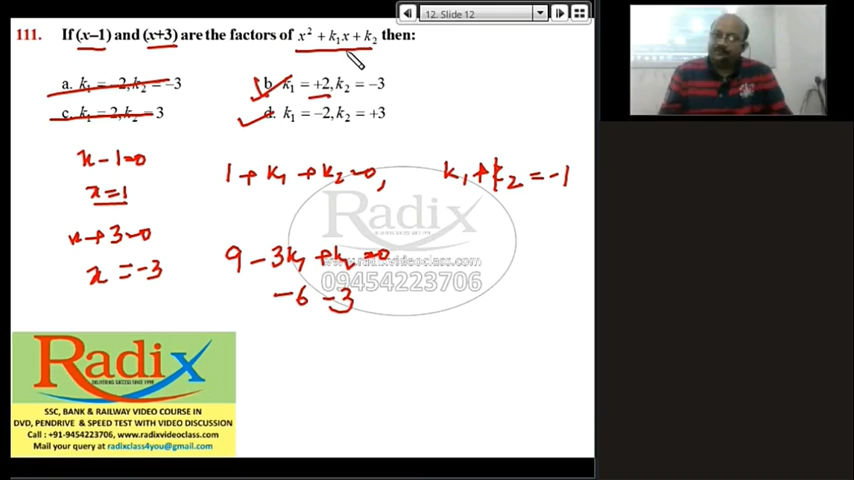 12. Slide 12
111. If (x–1) and (x+3) are the factors of x² + k₁x + k₂ then:
a. k₁ = –2, k₂ = –3
b. k₁ = +2, k₂ = –3
c. k₁ = 2, k₂ = 3
d. k₁ = –2, k₂ = +3
x - 1 = 0
x = 1
x + 3 = 0
x = -3
1 + k₁ + k₂ = 0,
k₁ + k₂ = -1
9 - 3k₁ + k₂ = 0
-6 -3
Radix
www.radixvideoclass.com
09454223706
Radix
DELIVERING SUCCESS SINCE 1998
SSC, BANK & RAILWAY VIDEO COURSE IN
DVD, PENDRIVE & SPEED TEST WITH VIDEO DISCUSSION
Call : +91-9454223706, www.radixvideoclass.com
Mail your query at radixclass4you@gmail.com